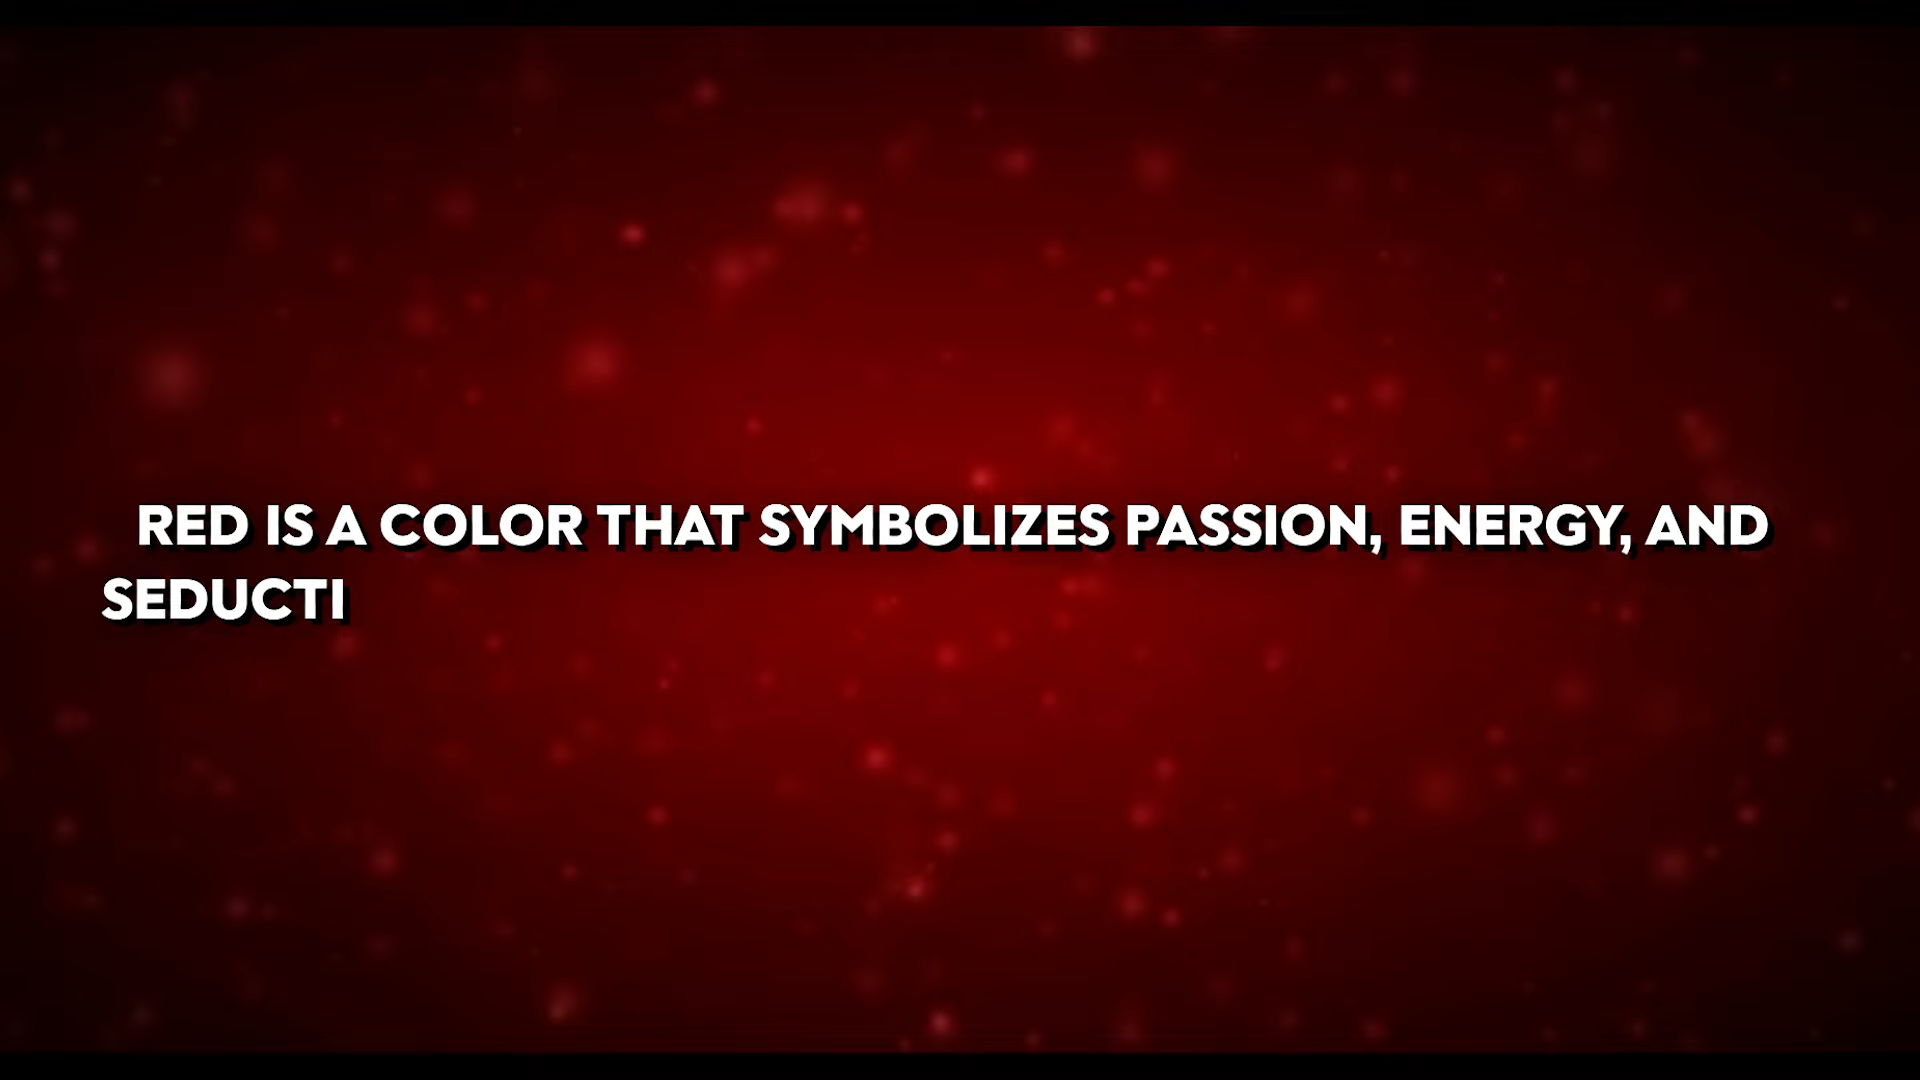 RED IS A COLOR THAT SYMBOLIZES PASSION, ENERGY, AND
SEDUCTI